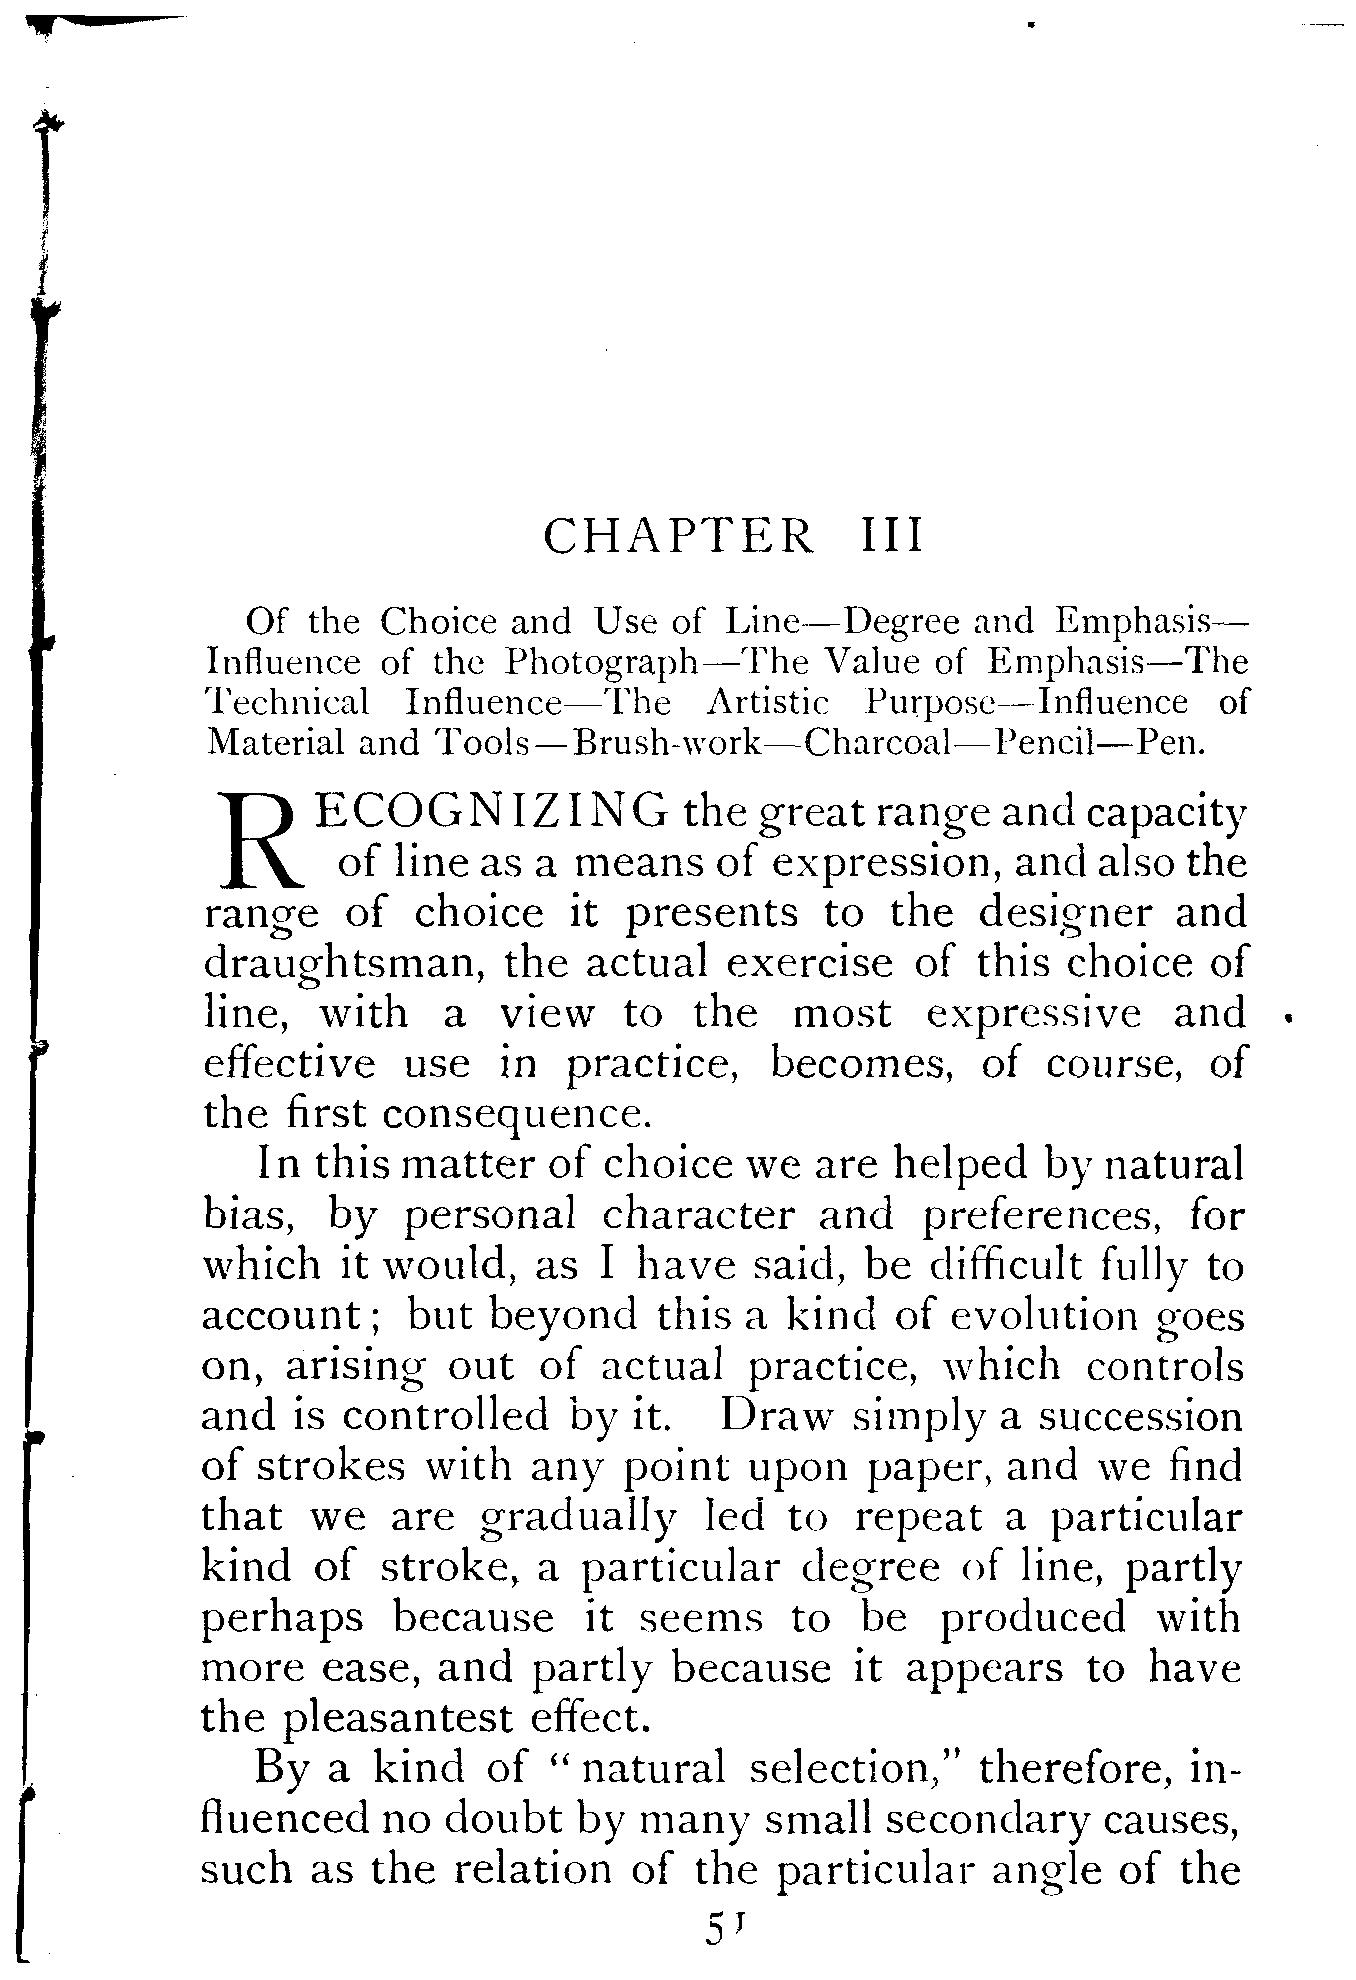 CHAPTER III
Of the Choice and Use of Line—Degree and Emphasis—
Influence of the Photograph—The Value of Emphasis—The
Technical Influence—The Artistic Purpose—Influence of
Material and Tools—Brush-work—Charcoal—Pencil—Pen.
RECOGNIZING the great range and capacity
of line as a means of expression, and also the
range of choice it presents to the designer and
draughtsman, the actual exercise of this choice of
line, with a view to the most expressive and
effective use in practice, becomes, of course, of
the first consequence.
In this matter of choice we are helped by natural
bias, by personal character and preferences, for
which it would, as I have said, be difficult fully to
account; but beyond this a kind of evolution goes
on, arising out of actual practice, which controls
and is controlled by it. Draw simply a succession
of strokes with any point upon paper, and we find
that we are gradually led to repeat a particular
kind of stroke, a particular degree of line, partly
perhaps because it seems to be produced with
more ease, and partly because it appears to have
the pleasantest effect.
By a kind of "natural selection," therefore, in-
fluenced no doubt by many small secondary causes,
such as the relation of the particular angle of the
51